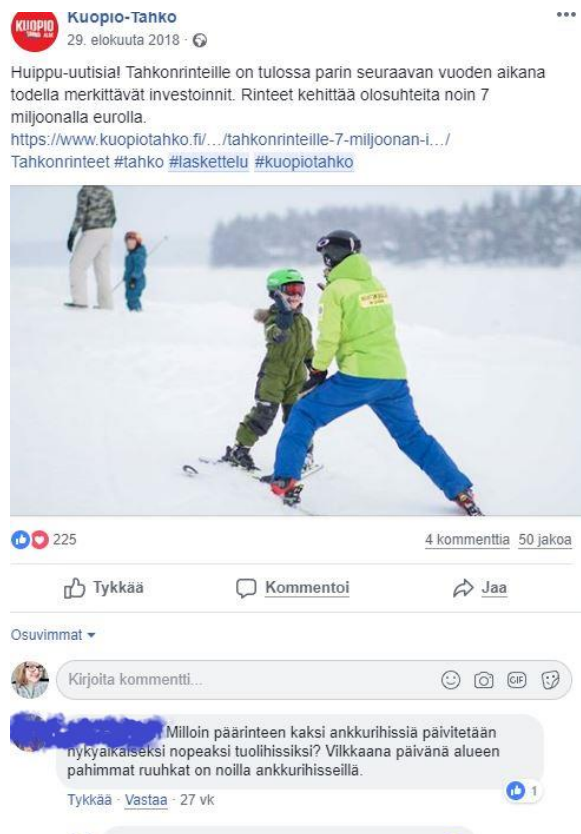 KUOPIO
Kuopio-Tahko
29. elokuuta 2018 ·
Huippu-uutisia! Tahkonrinteille on tulossa parin seuraavan vuoden aikana
todella merkittävät investoinnit. Rinteet kehittää olosuhteita noin 7
miljoonalla eurolla.
https://www.kuopiotahko.fi/…/tahkonrinteille-7-miljoonan-i…/
Tahkonrinteet #tahko #laskettelu #kuopiotahko
225
4 kommenttia 50 jakoa
Tykkää Kommentoi Jaa
Osuvimmat
Kirjoita kommentti...
GIF
Milloin päärinteen kaksi ankkurihissiä päivitetään
nykyaikaiseksi nopeaksi tuolihissiksi? Vilkkaana päivänä alueen
pahimmat ruuhkat on noilla ankkurihisseillä.
1
Tykkää · Vastaa · 27 vk